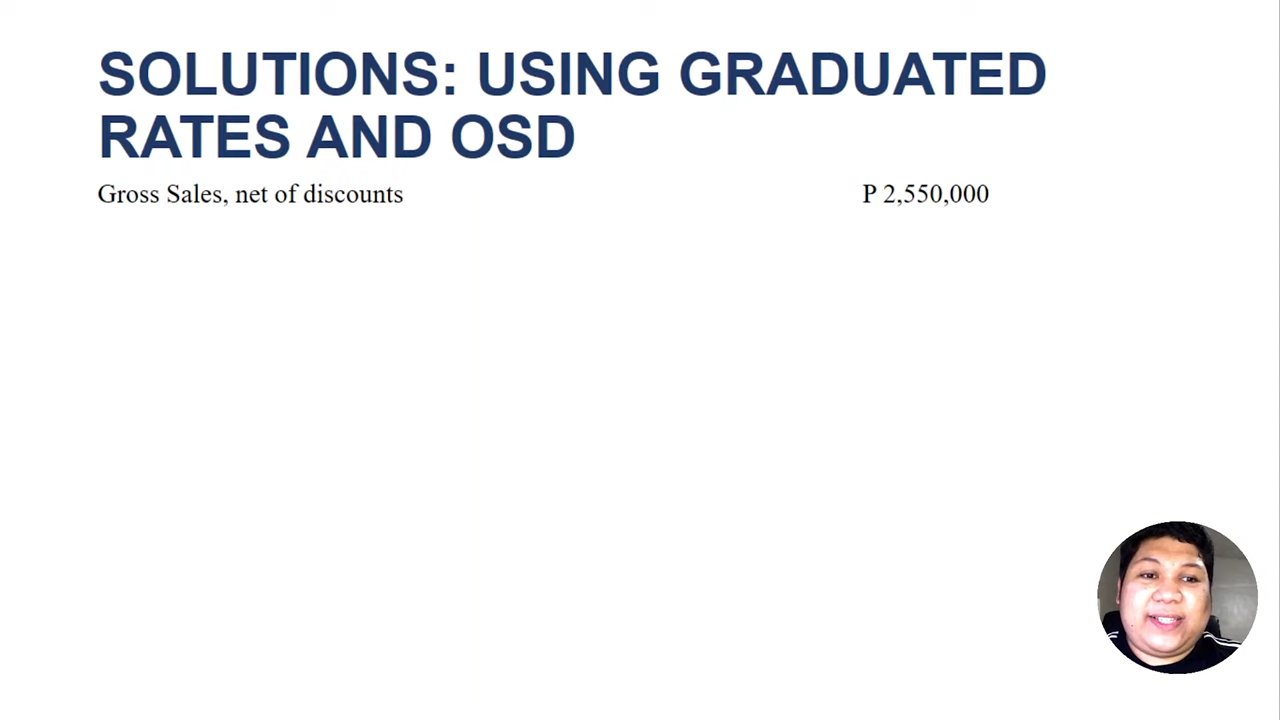 SOLUTIONS: USING GRADUATED
RATES AND OSD
Gross Sales, net of discounts P 2,550,000